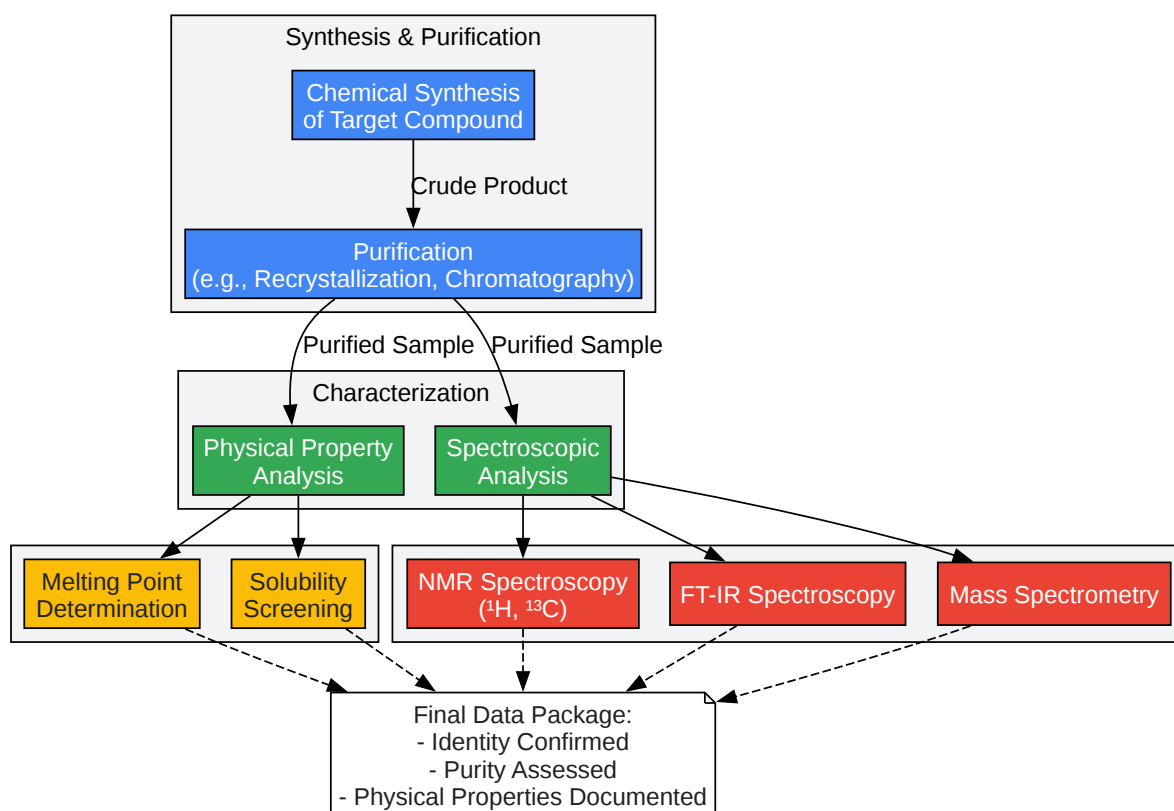 Synthesis & Purification
Chemical Synthesis
of Target Compound
Crude Product
Purification
(e.g., Recrystallization, Chromatography)
Purified Sample
Purified Sample
Characterization
Physical Property
Analysis
Spectroscopic
Analysis
Melting Point
Determination
Solubility
Screening
NMR Spectroscopy
(¹H, ¹³C)
FT-IR Spectroscopy
Mass Spectrometry
Final Data Package:
- Identity Confirmed
- Purity Assessed
- Physical Properties Documented